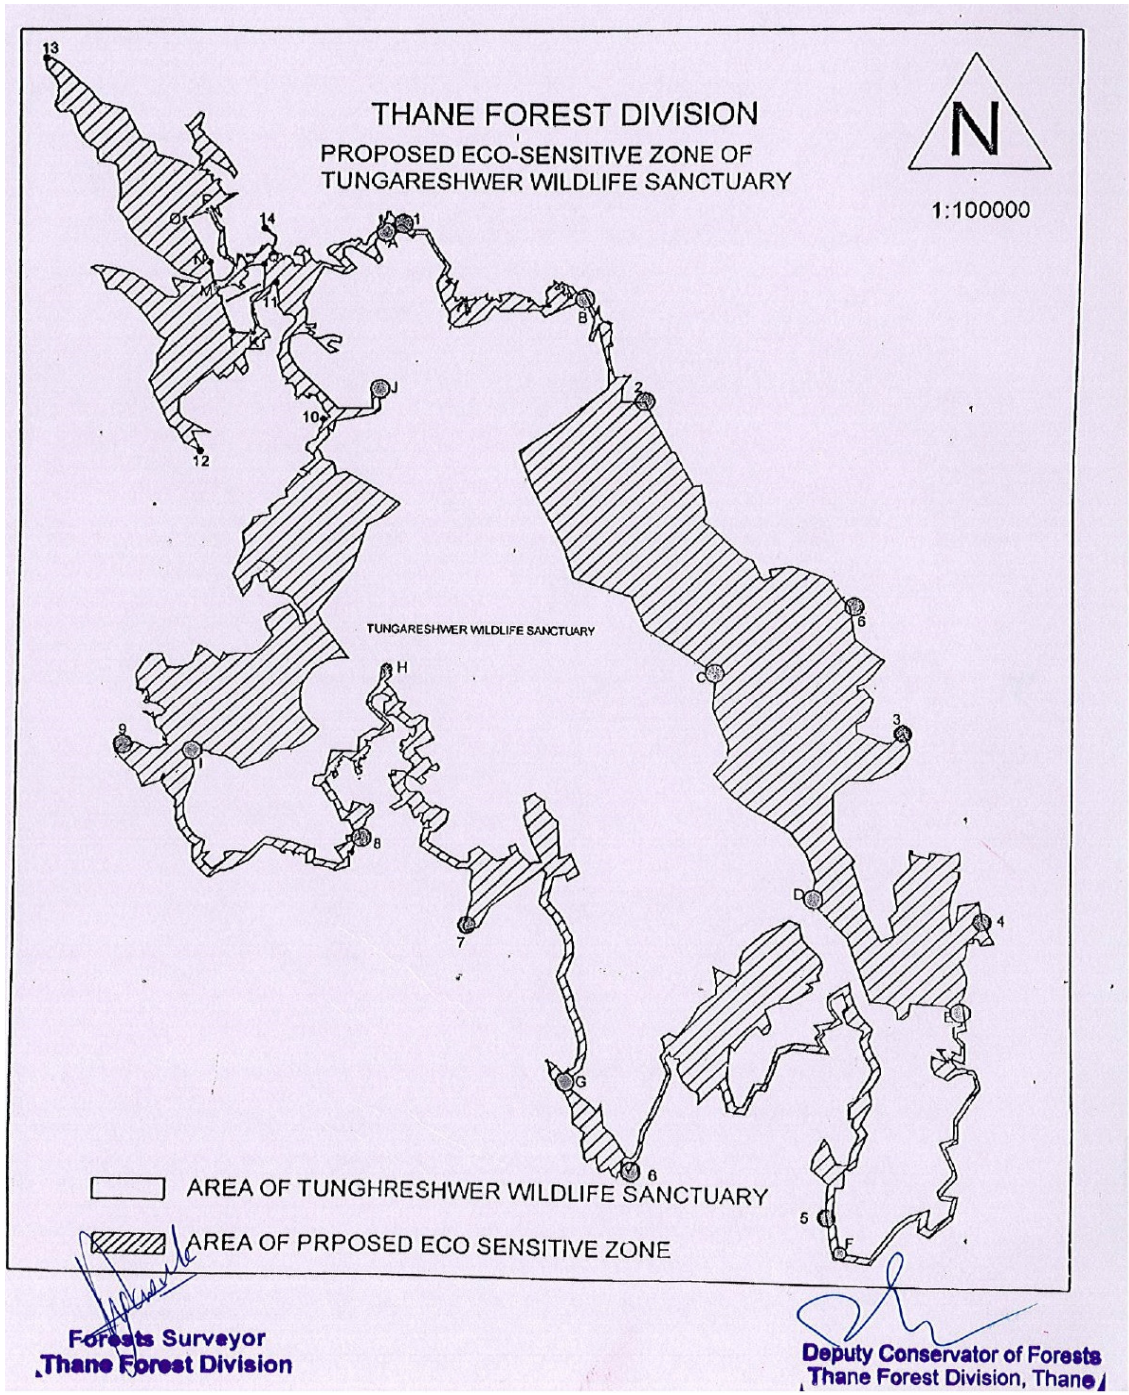 13
THANE FOREST DIVISION
PROPOSED ECO-SENSITIVE ZONE OF
TUNGARESHWER WILDLIFE SANCTUARY
N
1:100000
P
O
14
1
A
N
M
11
B
K
2
J
10
12
6
TUNGARESHWER WILDLIFE SANCTUARY
H
C
3
9
I
8
D
4
7
E
G
6
5
F
AREA OF TUNGHRESHWER WILDLIFE SANCTUARY
AREA OF PRPOSED ECO SENSITIVE ZONE
Forests Surveyor
Thane Forest Division
Deputy Conservator of Forests
Thane Forest Division, Thane